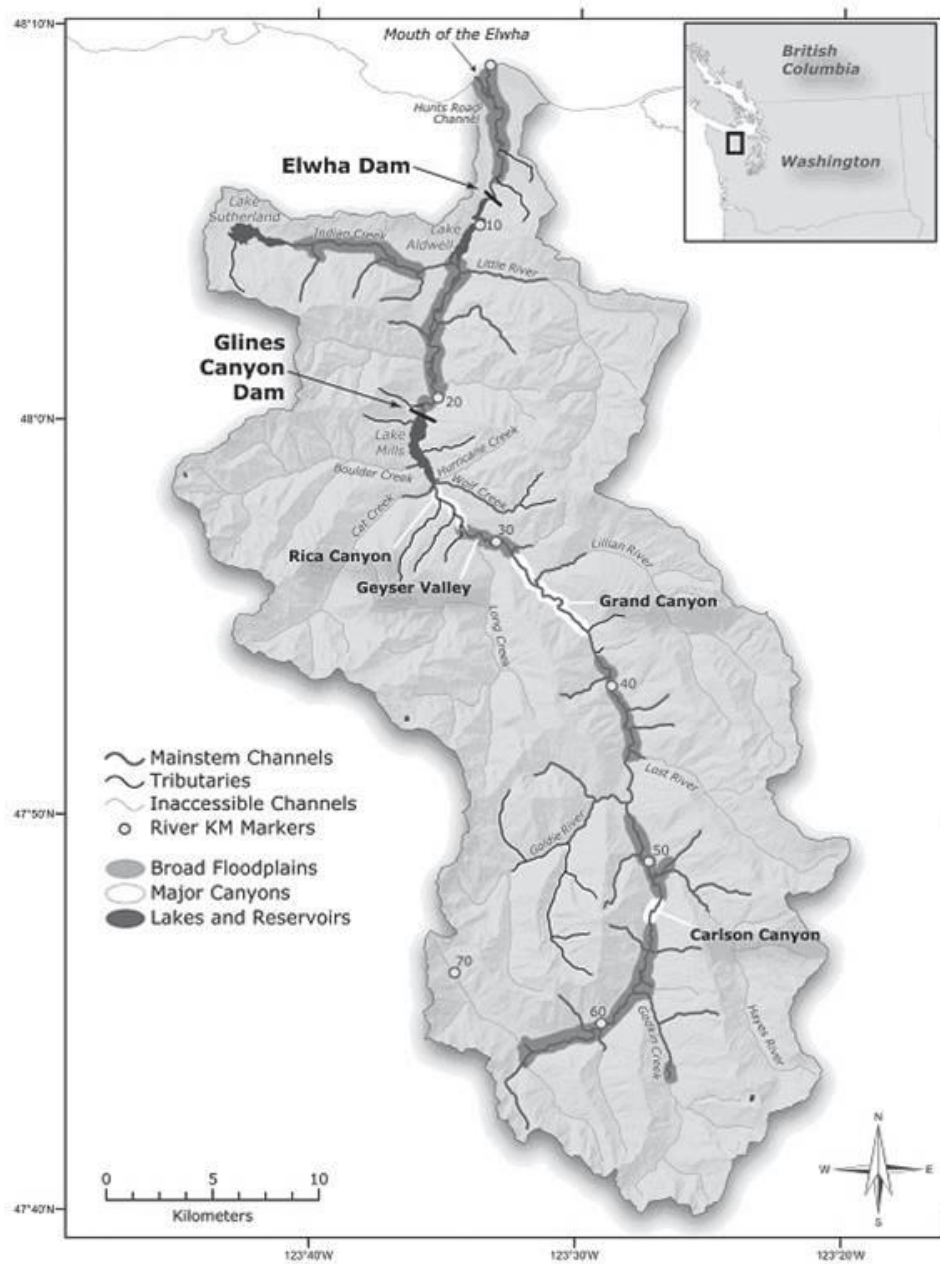 48°10'N
Mouth of the Elwha
British
Columbia
Washington
Hunts Road
Channel
Elwha Dam
10
Lake
Sutherland
Indian Creek
Lake
Aldwell
Little River
Glines
Canyon
Dam
20
48°0'N
Lake
Mills
Hurricane Creek
Boulder Creek
Wolf Creek
Cat Creek
30
Rica Canyon
Lillian River
Geyser Valley
Grand Canyon
Long Creek
40
Mainstem Channels
Tributaries
Inaccessible Channels
River KM Markers
Lost River
47°50'N
Goldie River
50
Broad Floodplains
Major Canyons
Lakes and Reservoirs
Carlson Canyon
70
60
Godkin Creek
Hayes River
N
W
E
S
0
5
10
Kilometers
47°40'N
123°40'W
123°30'W
123°20'W